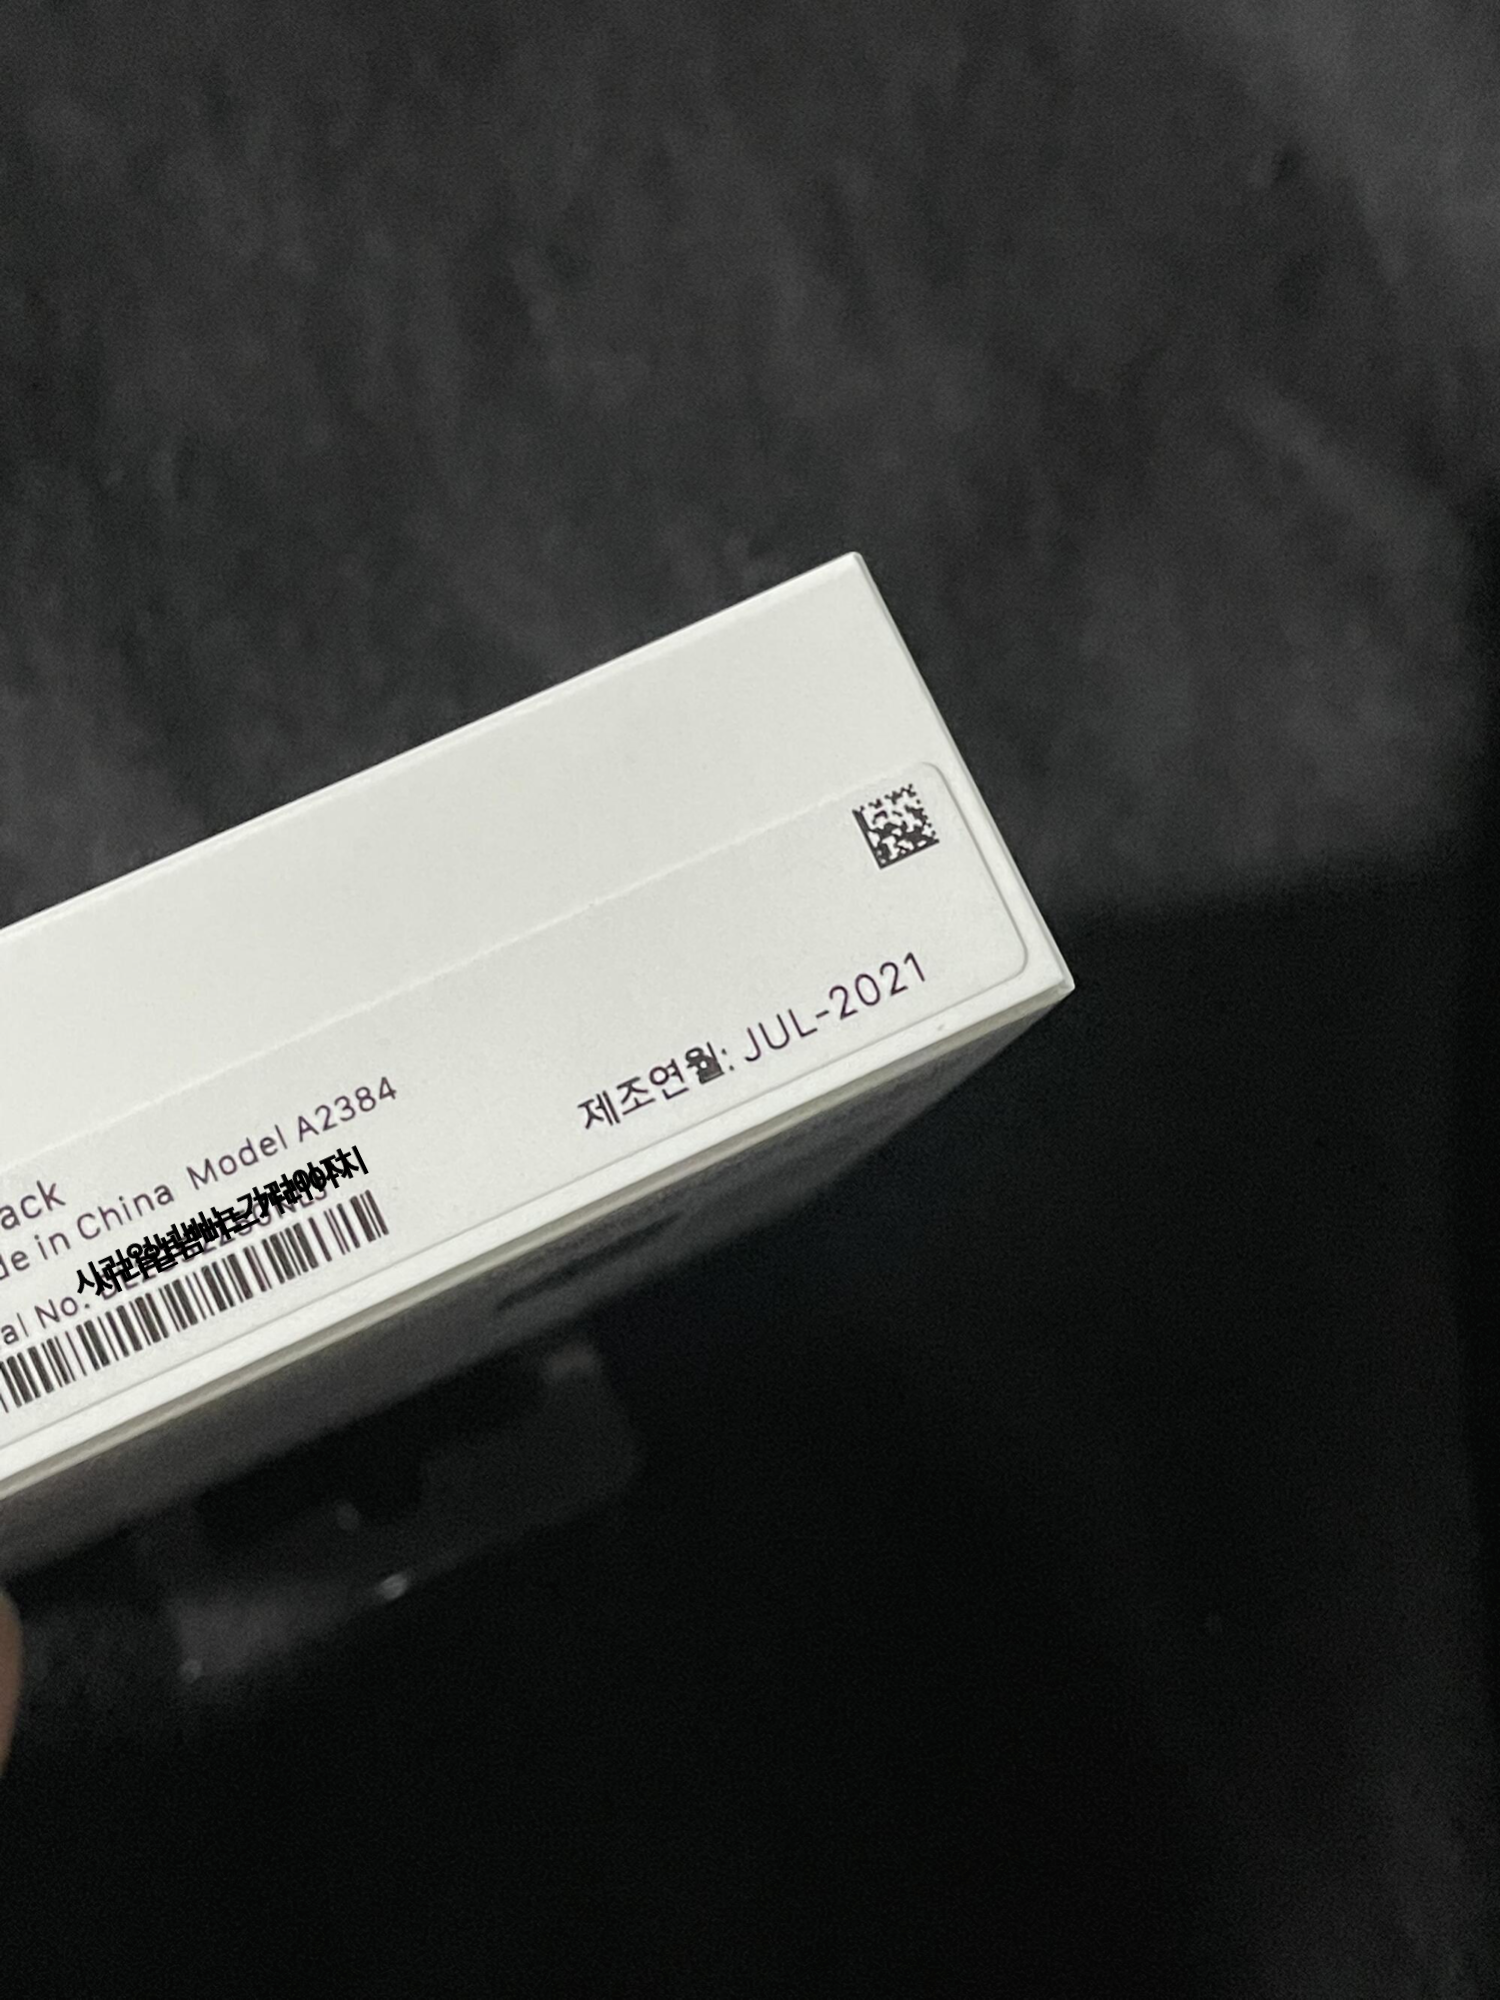 ack
de in China Model A2384
al No.
제조연월: JUL-2021